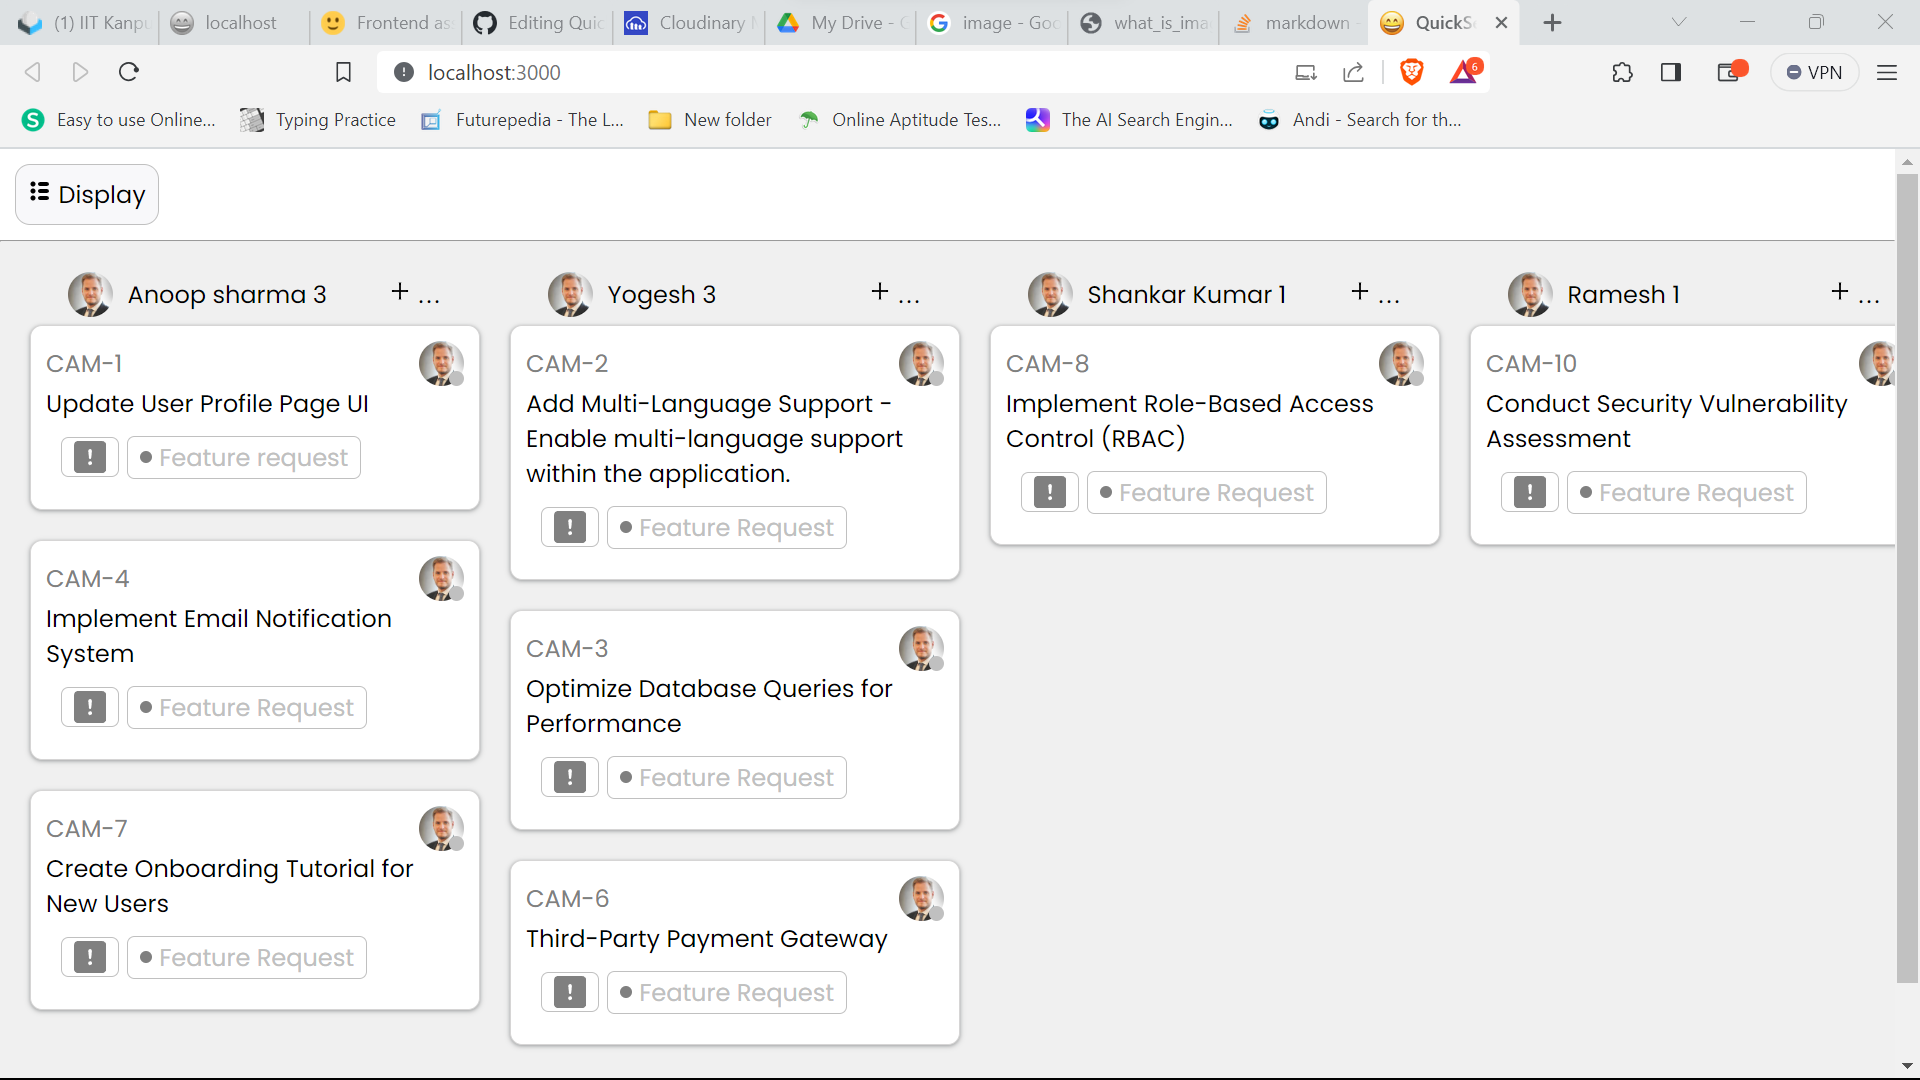 (1) IIT Kanpu
localhost
Frontend as
Editing Quic
Cloudinary
My Drive - G
image - Goo
what_is_ima
markdown -
QuickSe
localhost:3000
6
VPN
Easy to use Online...
Typing Practice
Futurepedia - The L...
New folder
Online Aptitude Tes...
The AI Search Engin...
Andi - Search for th...
Display
Anoop sharma 3
+ ...
CAM-1
Update User Profile Page UI
Feature request
CAM-4
Implement Email Notification
System
Feature Request
CAM-7
Create Onboarding Tutorial for
New Users
Feature Request
Yogesh 3
+ ...
CAM-2
Add Multi-Language Support -
Enable multi-language support
within the application.
Feature Request
CAM-3
Optimize Database Queries for
Performance
Feature Request
CAM-6
Third-Party Payment Gateway
Feature Request
Shankar Kumar 1
+ ...
CAM-8
Implement Role-Based Access
Control (RBAC)
Feature Request
Ramesh 1
+ ...
CAM-10
Conduct Security Vulnerability
Assessment
Feature Request